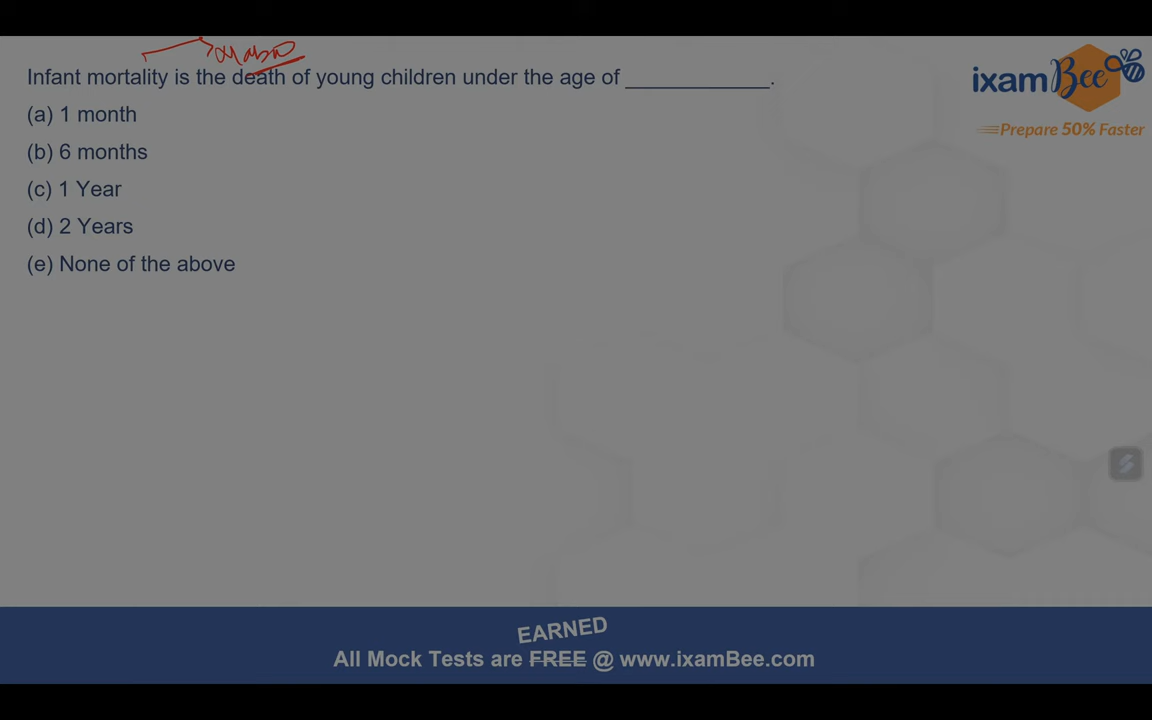 Infant mortality is the death of young children under the age of ____________.
(a) 1 month
(b) 6 months
(c) 1 Year
(d) 2 Years
(e) None of the above
ixamBee
Prepare 50% Faster
EARNED
All Mock Tests are FREE @ www.ixamBee.com